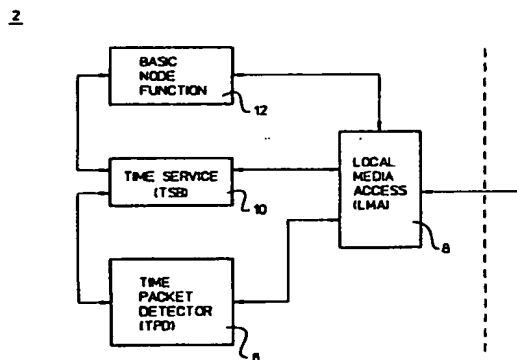 2
BASIC
NODE
FUNCTION
12
TIME SERVICE
(TSB)
10
LOCAL
MEDIA
ACCESS
(LMA)
8
TIME
PACKET
DETECTOR
(TPD)
6